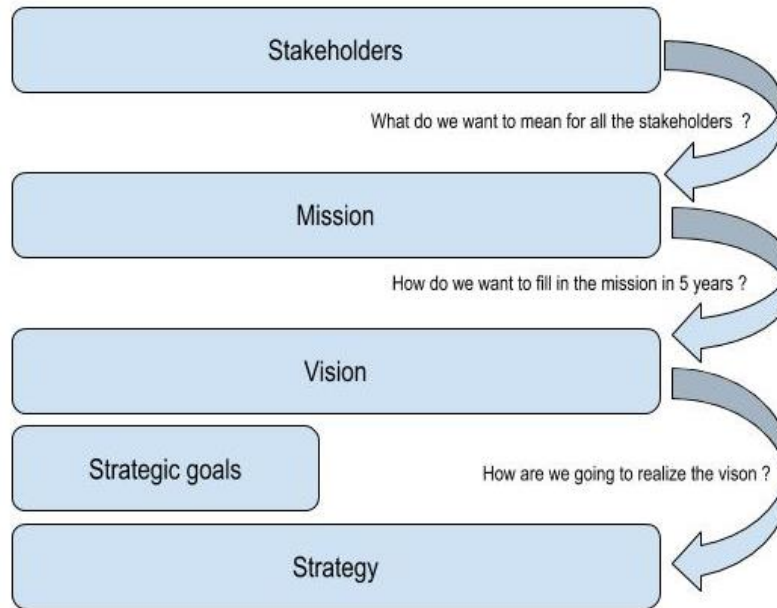 Stakeholders
What do we want to mean for all the stakeholders ?
Mission
How do we want to fill in the mission in 5 years ?
Vision
Strategic goals
How are we going to realize the vison ?
Strategy